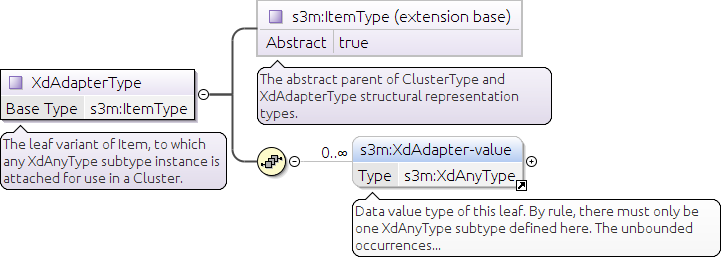 s3m:ItemType (extension base)
Abstract true
The abstract parent of ClusterType and
XdAdapterType structural representation
types.
XdAdapterType
Base Type s3m:ItemType
The leaf variant of Item, to which
any XdAnyType subtype instance is
attached for use in a Cluster.
0..∞
s3m:XdAdapter-value
Type s3m:XdAnyType
Data value type of this leaf. By rule, there must only be
one XdAnyType subtype defined here. The unbounded
occurrences...